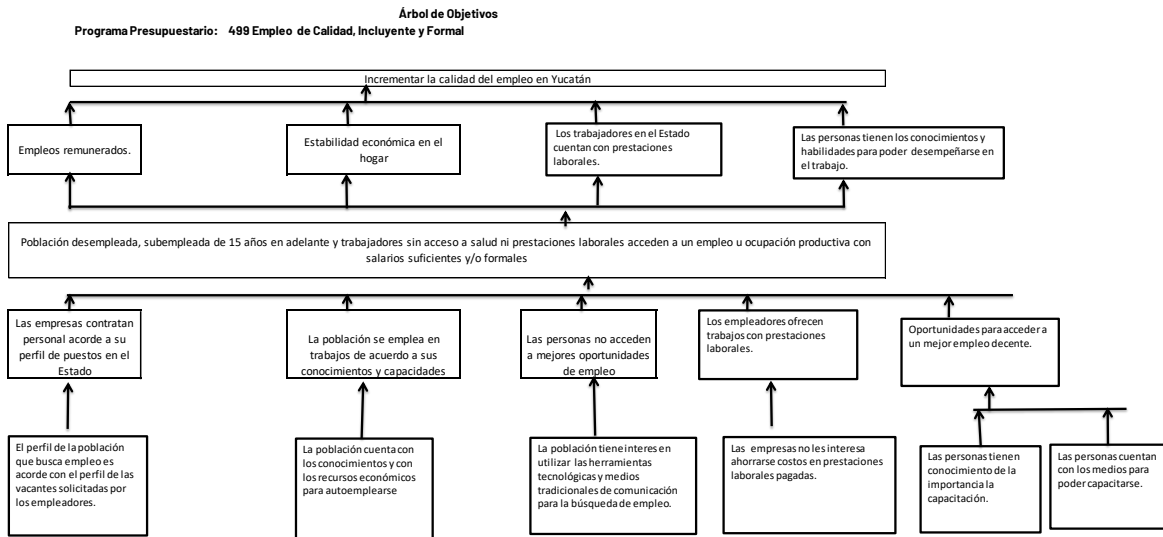 Árbol de Objetivos
Programa Presupuestario: 499 Empleo de Calidad, Incluyente y Formal
Incrementar la calidad del empleo en Yucatán
Empleos remunerados.
Estabilidad económica en el
hogar
Los trabajadores en el Estado
cuentan con prestaciones
laborales.
Las personas tienen los conocimientos y
habilidades para poder desempeñarse en
el trabajo.
Población desempleada, subempleada de 15 años en adelante y trabajadores sin acceso a salud ni prestaciones laborales acceden a un empleo u ocupación productiva con
salarios suficientes y/o formales
Las empresas contratan
personal acorde a su
perfil de puestos en el
Estado
La población se emplea en
trabajos de acuerdo a sus
conocimientos y capacidades
Las personas no acceden
a mejores oportunidades
de empleo
Los empleadores ofrecen
trabajos con prestaciones
laborales.
Oportunidades para acceder a
un mejor empleo decente.
El perfil de la población
que busca empleo es
acorde con el perfil de las
vacantes solicitadas por
los empleadores.
La población cuenta con
los conocimientos y con
los recursos económicos
para autoemplearse
La población tiene interes en
utilizar las herramientas
tecnológicas y medios
tradicionales de comunicación
para la búsqueda de empleo.
Las empresas no les interesa
ahorrarse costos en prestaciones
laborales pagadas.
Las personas tienen
conocimiento de la
importancia la
capacitación.
Las personas cuentan
con los medios para
poder capacitarse.